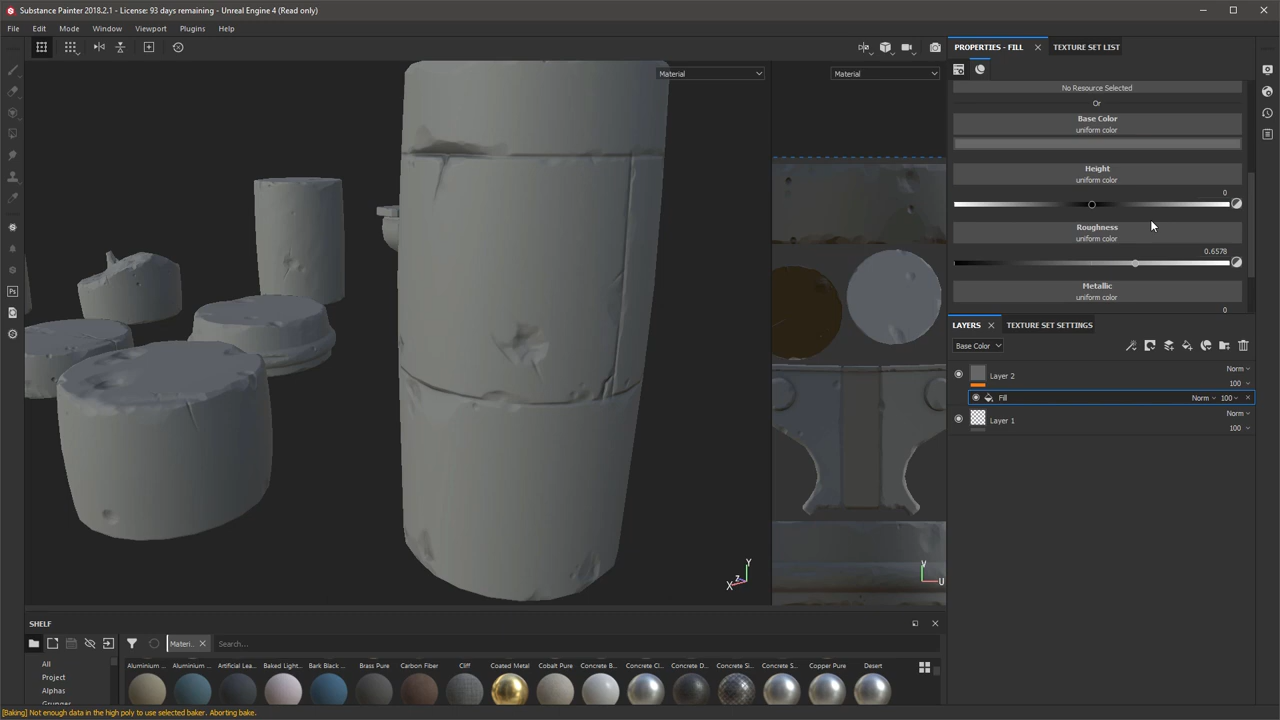 Substance Painter 2018.2.1 - License: 93 days remaining - Unreal Engine 4 (Read only)
File Edit Mode Window Viewport Plugins Help
PROPERTIES - FILL TEXTURE SET LIST
Material
Material
No Resource Selected
Or
Base Color
uniform color
Height
uniform color
0
Roughness
uniform color
0.6578
Metallic
uniform color
0
LAYERS TEXTURE SET SETTINGS
Base Color
Layer 2
Norm
100
Fill Norm 100
Layer 1
Norm
100
Y
Z
X
V
U
SHELF
Ps
Materi...
Search...
All
Project
Alphas
Aluminium ... Aluminium ... Artificial Lea... Baked Light... Bark Black ... Brass Pure Carbon Fiber Cliff Coated Metal Cobalt Pure Concrete B... Concrete Cl... Concrete D... Concrete Si... Concrete S... Copper Pure Desert
[Baking] Not enough data in the high poly to use selected baker. Aborting bake.